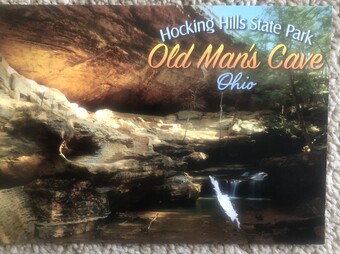 Hocking Hills State Park
Old Man's Cave
Ohio